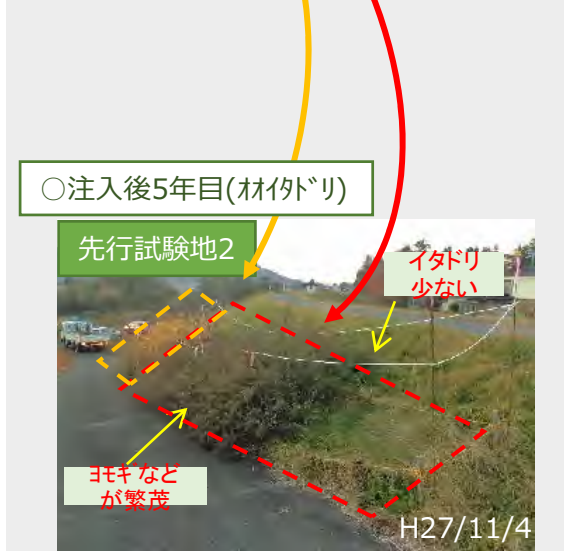 ○注入後5年目(ｵｵｲﾀﾄﾞﾘ)
先行試験地2
イタドリ
少ない
ﾖﾓｷﾞなど
が繁茂
H27/11/4